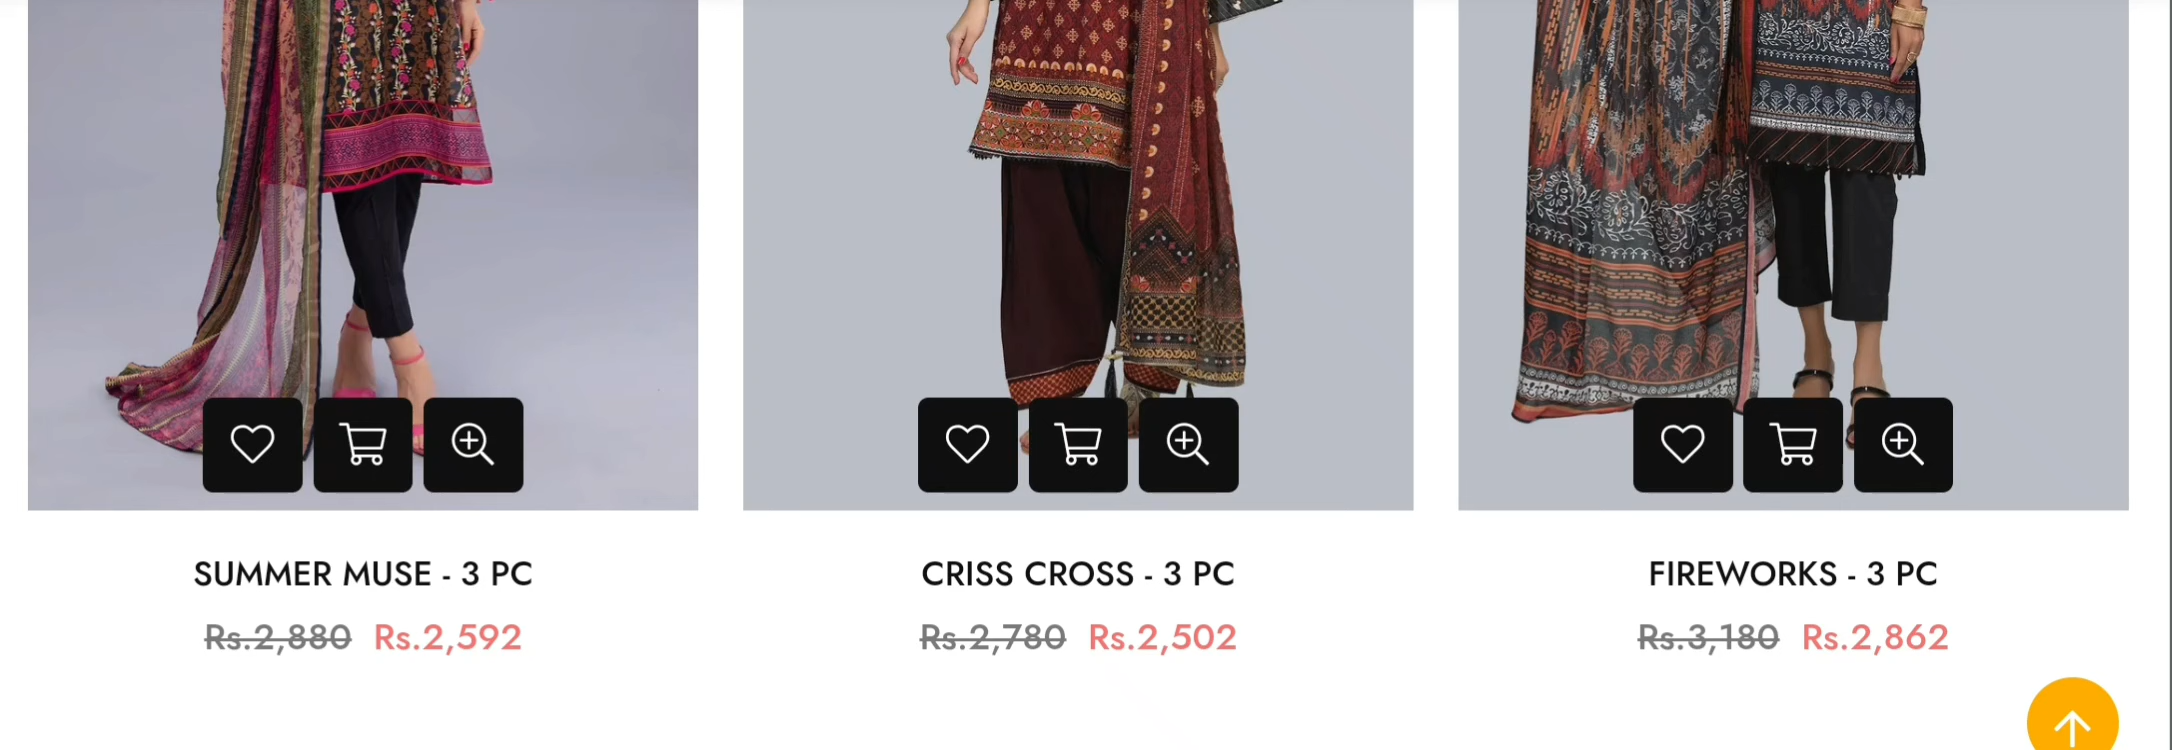 SUMMER MUSE - 3 PC
Rs.2,880 Rs.2,592
CRISS CROSS - 3 PC
Rs.2,780 Rs.2,502
FIREWORKS - 3 PC
Rs.3,180 Rs.2,862